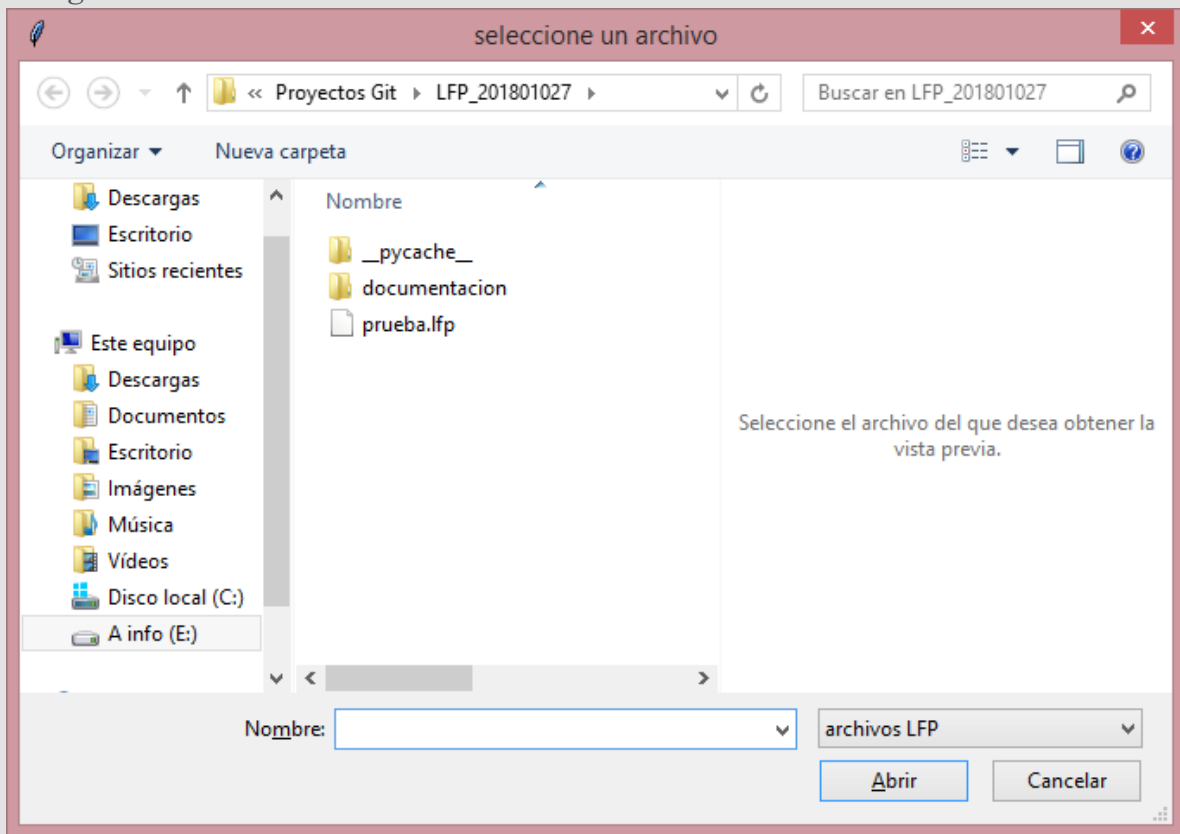 seleccione un archivo
« Proyectos Git LFP_201801027
Buscar en LFP_201801027
Organizar
Nueva carpeta
Descargas
Escritorio
Sitios recientes
Este equipo
Descargas
Documentos
Escritorio
Imágenes
Música
Vídeos
Disco local (C:)
A info (E:)
Nombre
__pycache__
documentacion
prueba.lfp
Seleccione el archivo del que desea obtener la
vista previa.
Nombre:
archivos LFP
Abrir
Cancelar